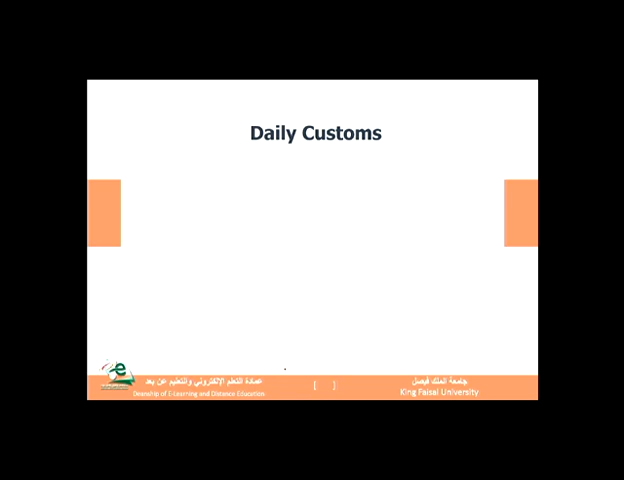 Daily Customs
عمادة التعلم الإلكتروني والتعليم عن بعد
Deanship of E-Learning and Distance Education
[ ]
جامعة الملك فيصل
King Faisal University
e